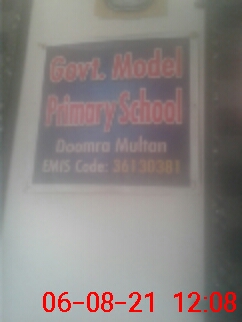 Govt. Model
Primary School
Doomra Multan
EMIS Code: 36130381
06-08-21 12:08